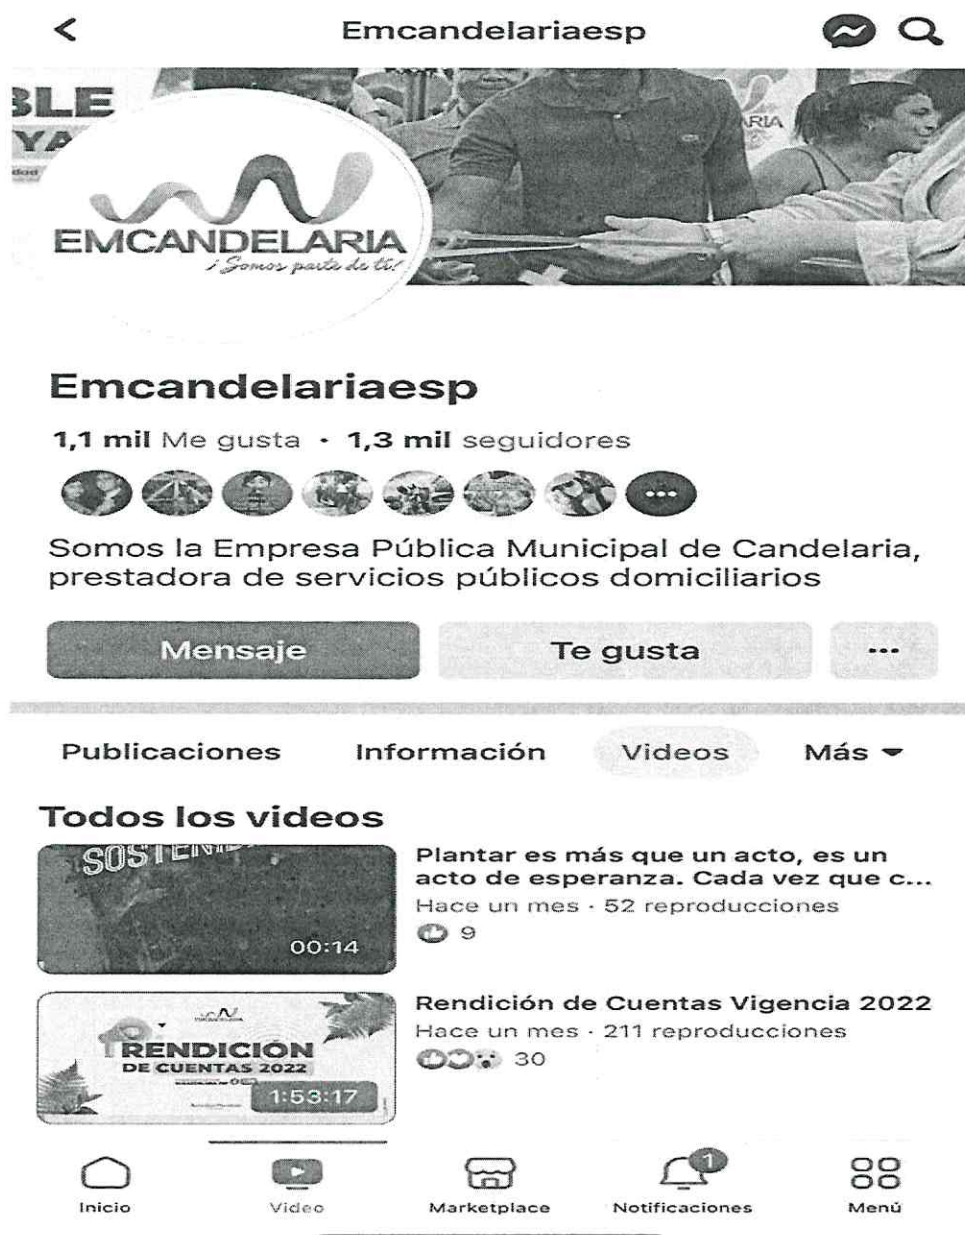 Emcandelariaesp
BLE
YA
dad
RIA
EMCANDELARIA
¡Somos parte de ti!
Emcandelariaesp
1,1 mil Me gusta · 1,3 mil seguidores
Somos la Empresa Pública Municipal de Candelaria,
prestadora de servicios públicos domiciliarios
Mensaje
Te gusta
Publicaciones Información Videos Más
Todos los videos
00:14
Plantar es más que un acto, es un
acto de esperanza. Cada vez que c...
Hace un mes · 52 reproducciones
9
EMCANDELARIA
RENDICIÓN
DE CUENTAS 2022
1:53:17
Rendición de Cuentas Vigencia 2022
Hace un mes · 211 reproducciones
30
1
Inicio Video Marketplace Notificaciones Menú